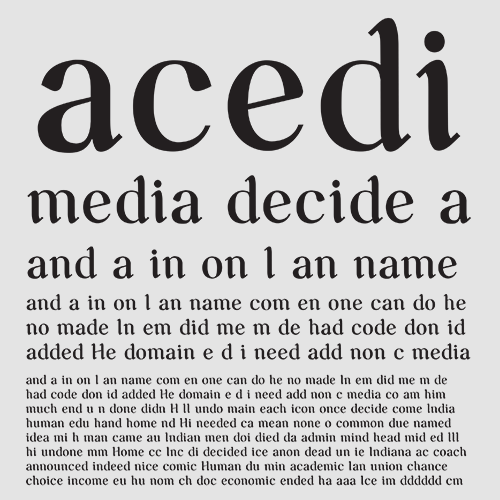 acedi
media decide a
and a in on l an name
and a in on l an name com en one can do he
no made In em did me m de had code don id
added He domain e d i need add non c media
and a in on l an name com en one can do he no made In em did me m de
had code don id added He domain e d i need add non c media co am him
much end u n done didn H ll undo main each icon once decide come India
human edu hand home nd Hi needed ca mean none o common due named
idea mi h man came au Indian men doi died da admin mind head mid ed lll
hi undone mm Home cc Inc di decided ice anon dead un ie Indiana ac coach
announced indeed nice comic Human du min academic Ian union chance
choice income eu hu nom ch doc economic ended ha aaa Ice im dddddd cm